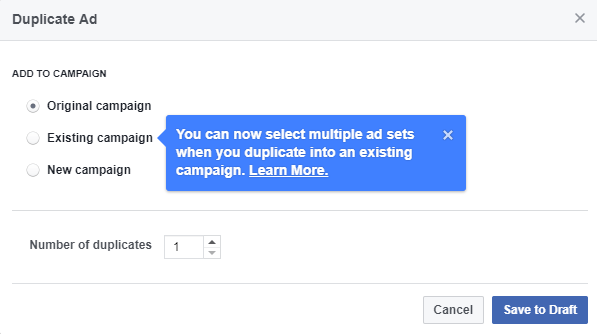 Duplicate Ad
ADD TO CAMPAIGN
Original campaign
Existing campaign
You can now select multiple ad sets
when you duplicate into an existing
campaign. Learn More.
New campaign
Number of duplicates 1
Cancel Save to Draft